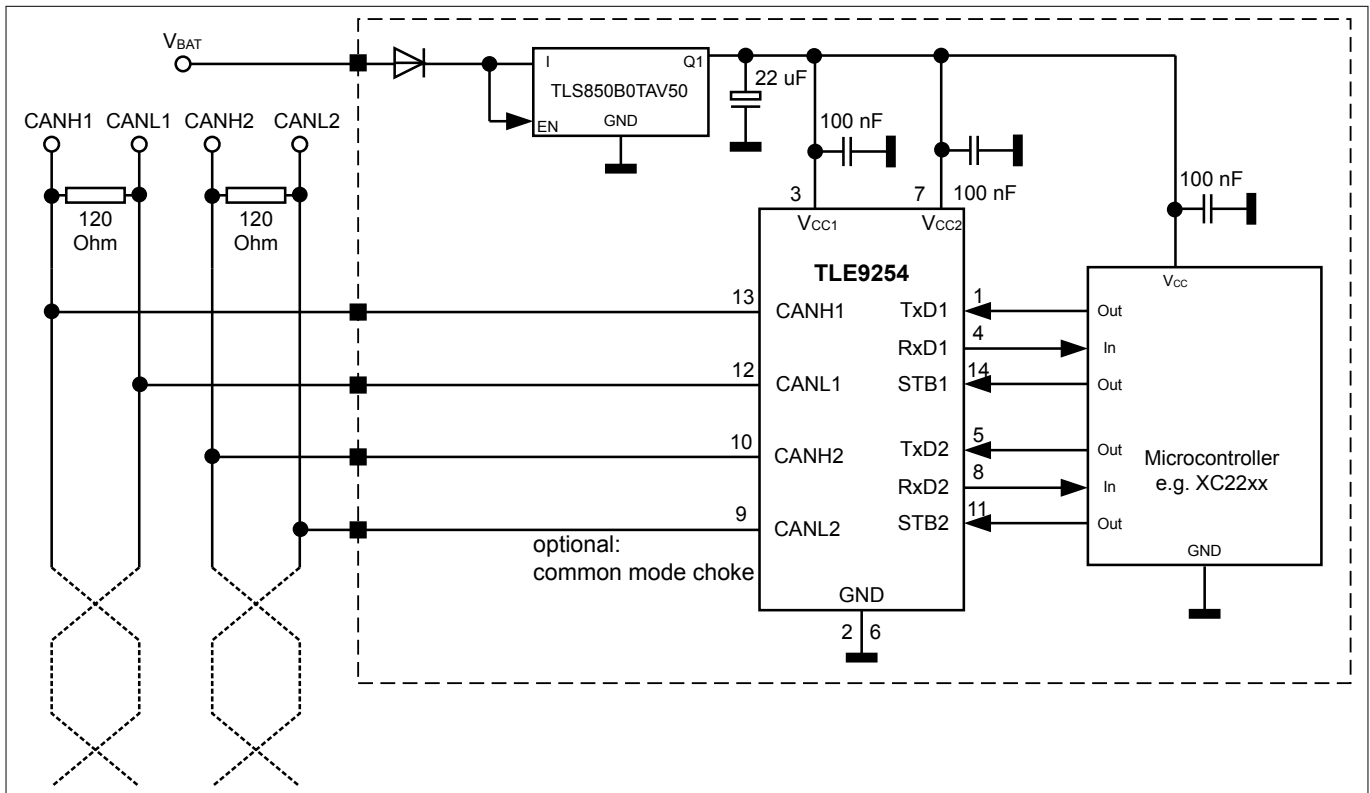 V_BAT
CANH1 CANL1 CANH2 CANL2
120
Ohm
120
Ohm
I Q1
TLS850B0TAV50
EN GND
22 uF
100 nF
100 nF
100 nF
3 7
VCC1 VCC2
TLE9254
13 CANH1
12 CANL1
10 CANH2
9 CANL2
TxD1 1
RxD1 4
STB1 14
TxD2 5
RxD2 8
STB2 11
GND
2 6
optional:
common mode choke
Vcc
Out
In
Out
Out
In
Out
Microcontroller
e.g. XC22xx
GND